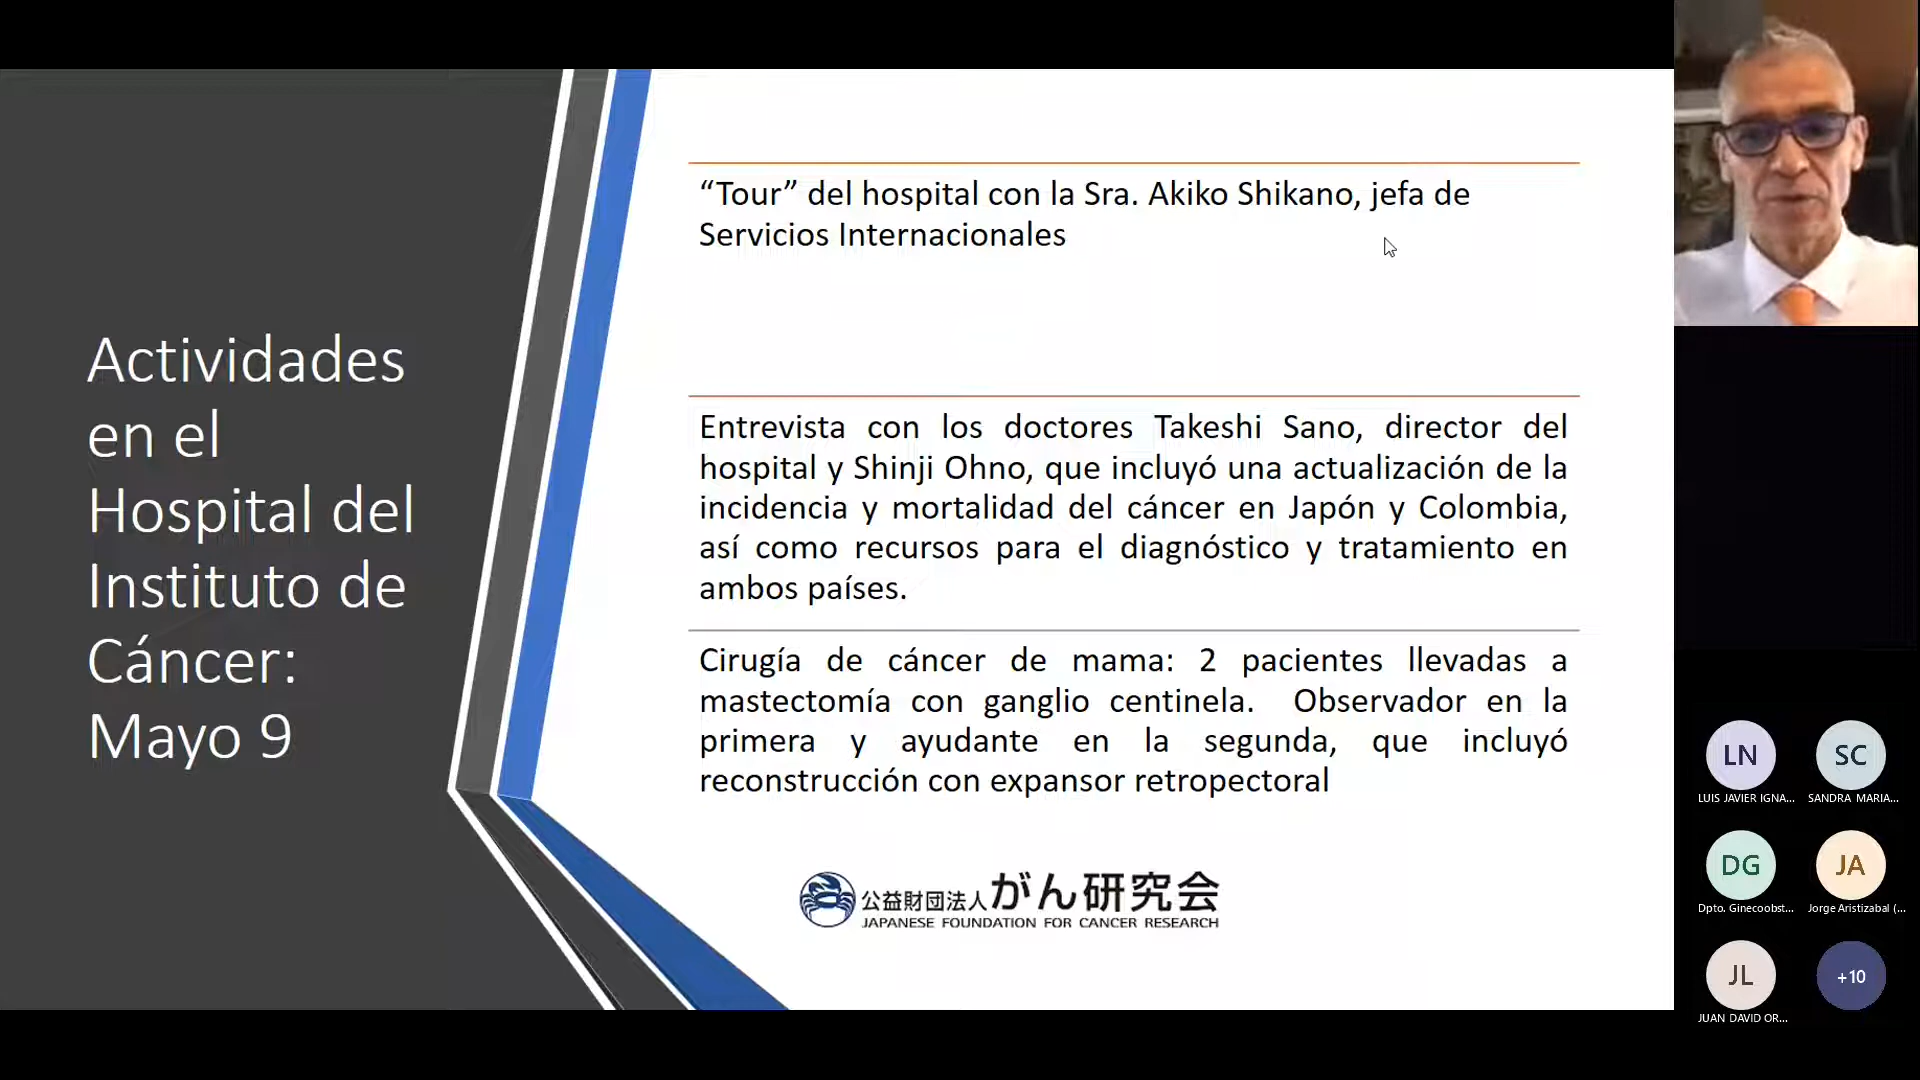 Actividades
en el
Hospital del
Instituto de
Cáncer:
Mayo 9
“Tour” del hospital con la Sra. Akiko Shikano, jefa de
Servicios Internacionales
Entrevista con los doctores Takeshi Sano, director del
hospital y Shinji Ohno, que incluyó una actualización de la
incidencia y mortalidad del cáncer en Japón y Colombia,
así como recursos para el diagnóstico y tratamiento en
ambos países.
Cirugía de cáncer de mama: 2 pacientes llevadas a
mastectomía con ganglio centinela. Observador en la
primera y ayudante en la segunda, que incluyó
reconstrucción con expansor retropectoral
公益財団法人がん研究会
JAPANESE FOUNDATION FOR CANCER RESEARCH
LN
LUIS JAVIER IGNA...
SC
SANDRA MARIA...
DG
Dpto. Ginecoobst...
JA
Jorge Aristizabal (...
JL
JUAN DAVID OR...
+10